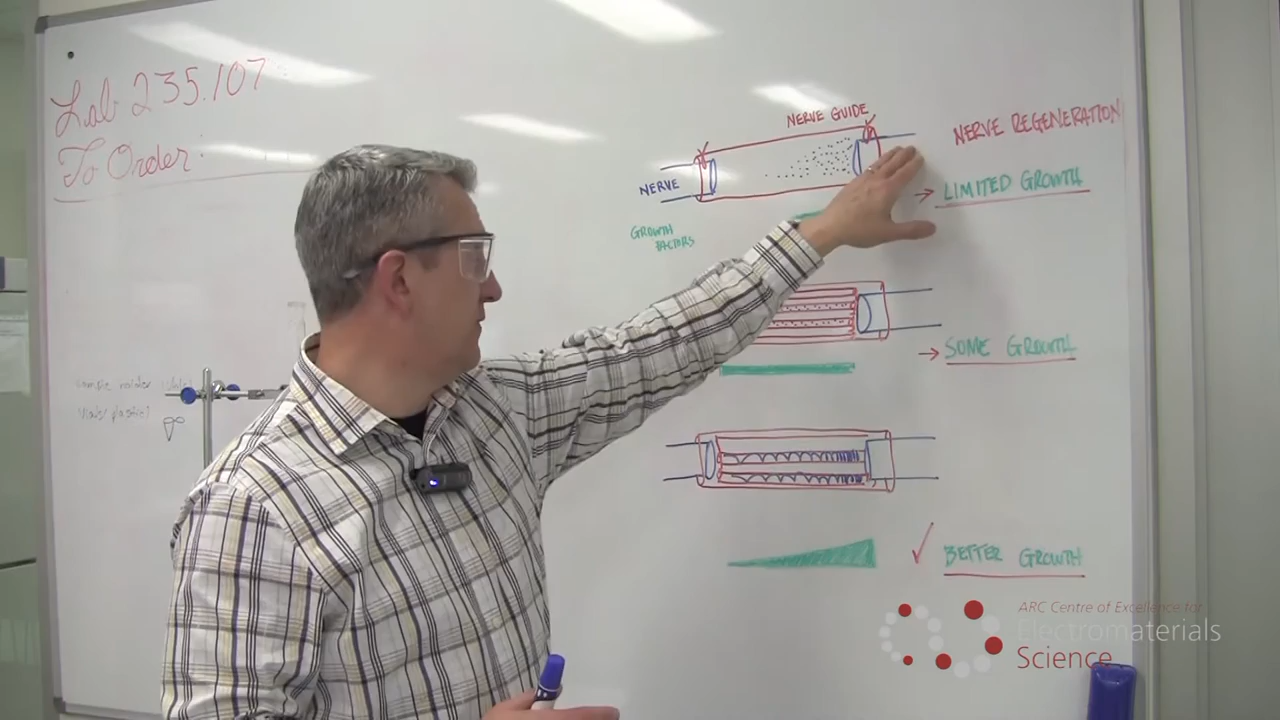 Lab 235.107
To Order:
NERVE GUIDE
NERVE REGENERATION
NERVE
→ LIMITED GROWTH
GROWTH
FACTORS
→ SOME GROWTH
✓ BETTER GROWTH
ARC Centre of Excellence for
Electromaterials
Science